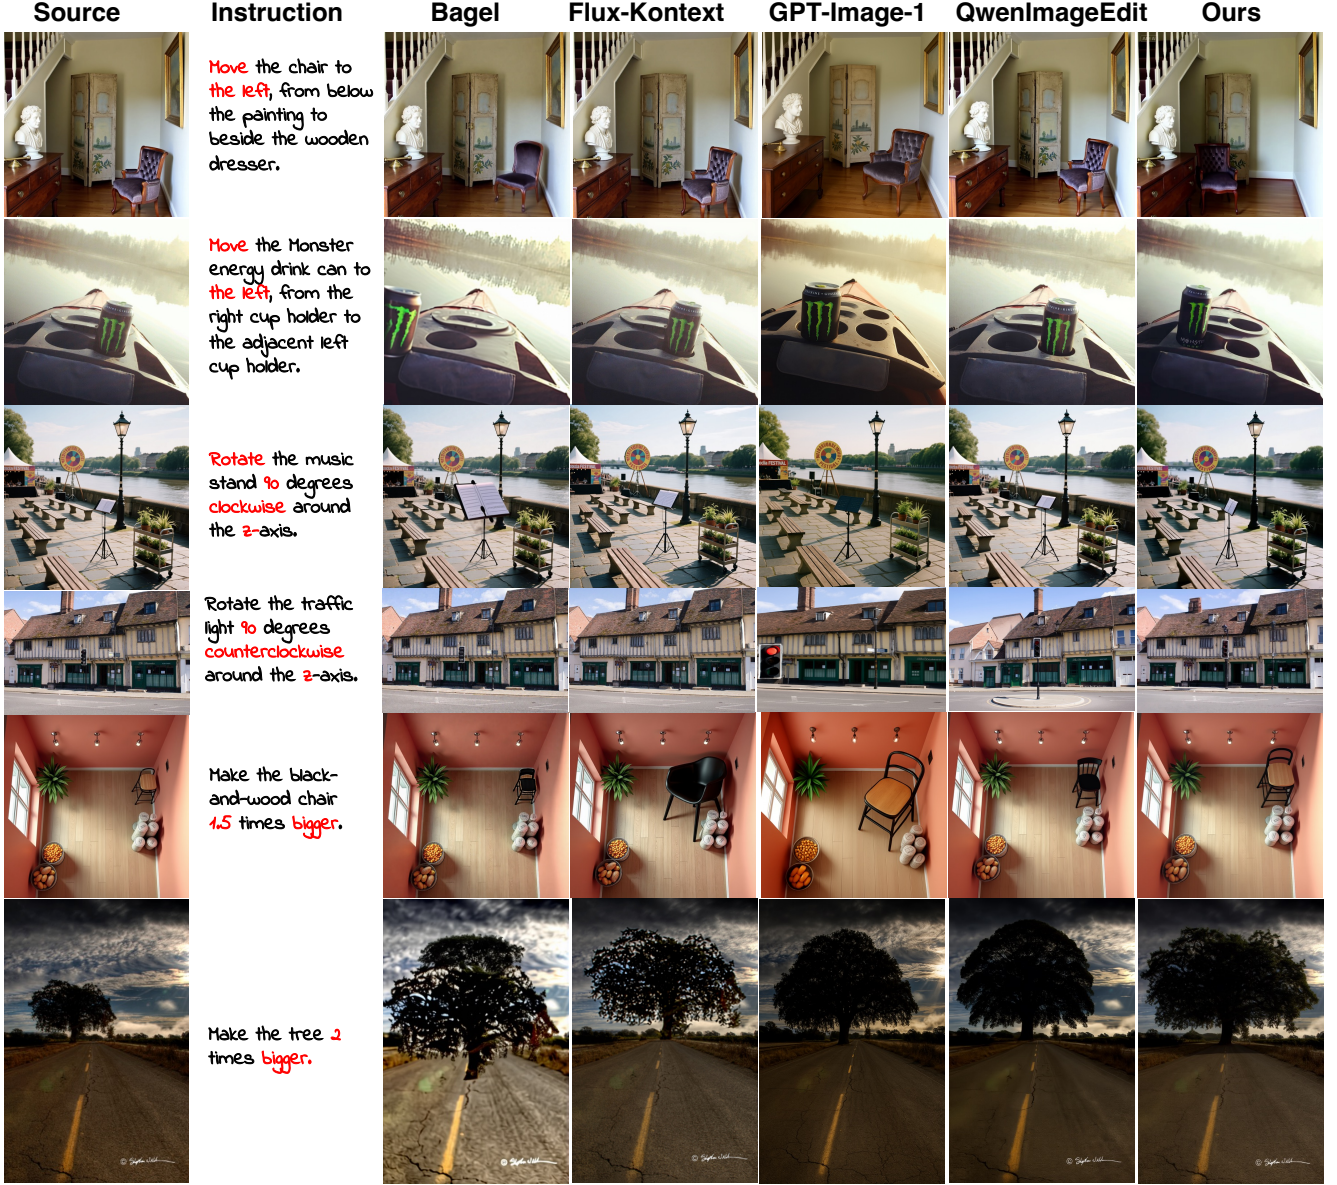 Source Instruction Bagel Flux-Kontext GPT-Image-1 QwenImageEdit Ours
Move the chair to
the left, from below
the painting to
beside the wooden
dresser.
Move the Monster
energy drink can to
the left, from the
right cup holder to
the adjacent left
cup holder.
Rotate the music
stand 90 degrees
clockwise around
the z-axis.
Rotate the traffic
light 90 degrees
counterclockwise
around the z-axis.
Make the black-
and-wood chair
1.5 times bigger.
Make the tree 2
times bigger.